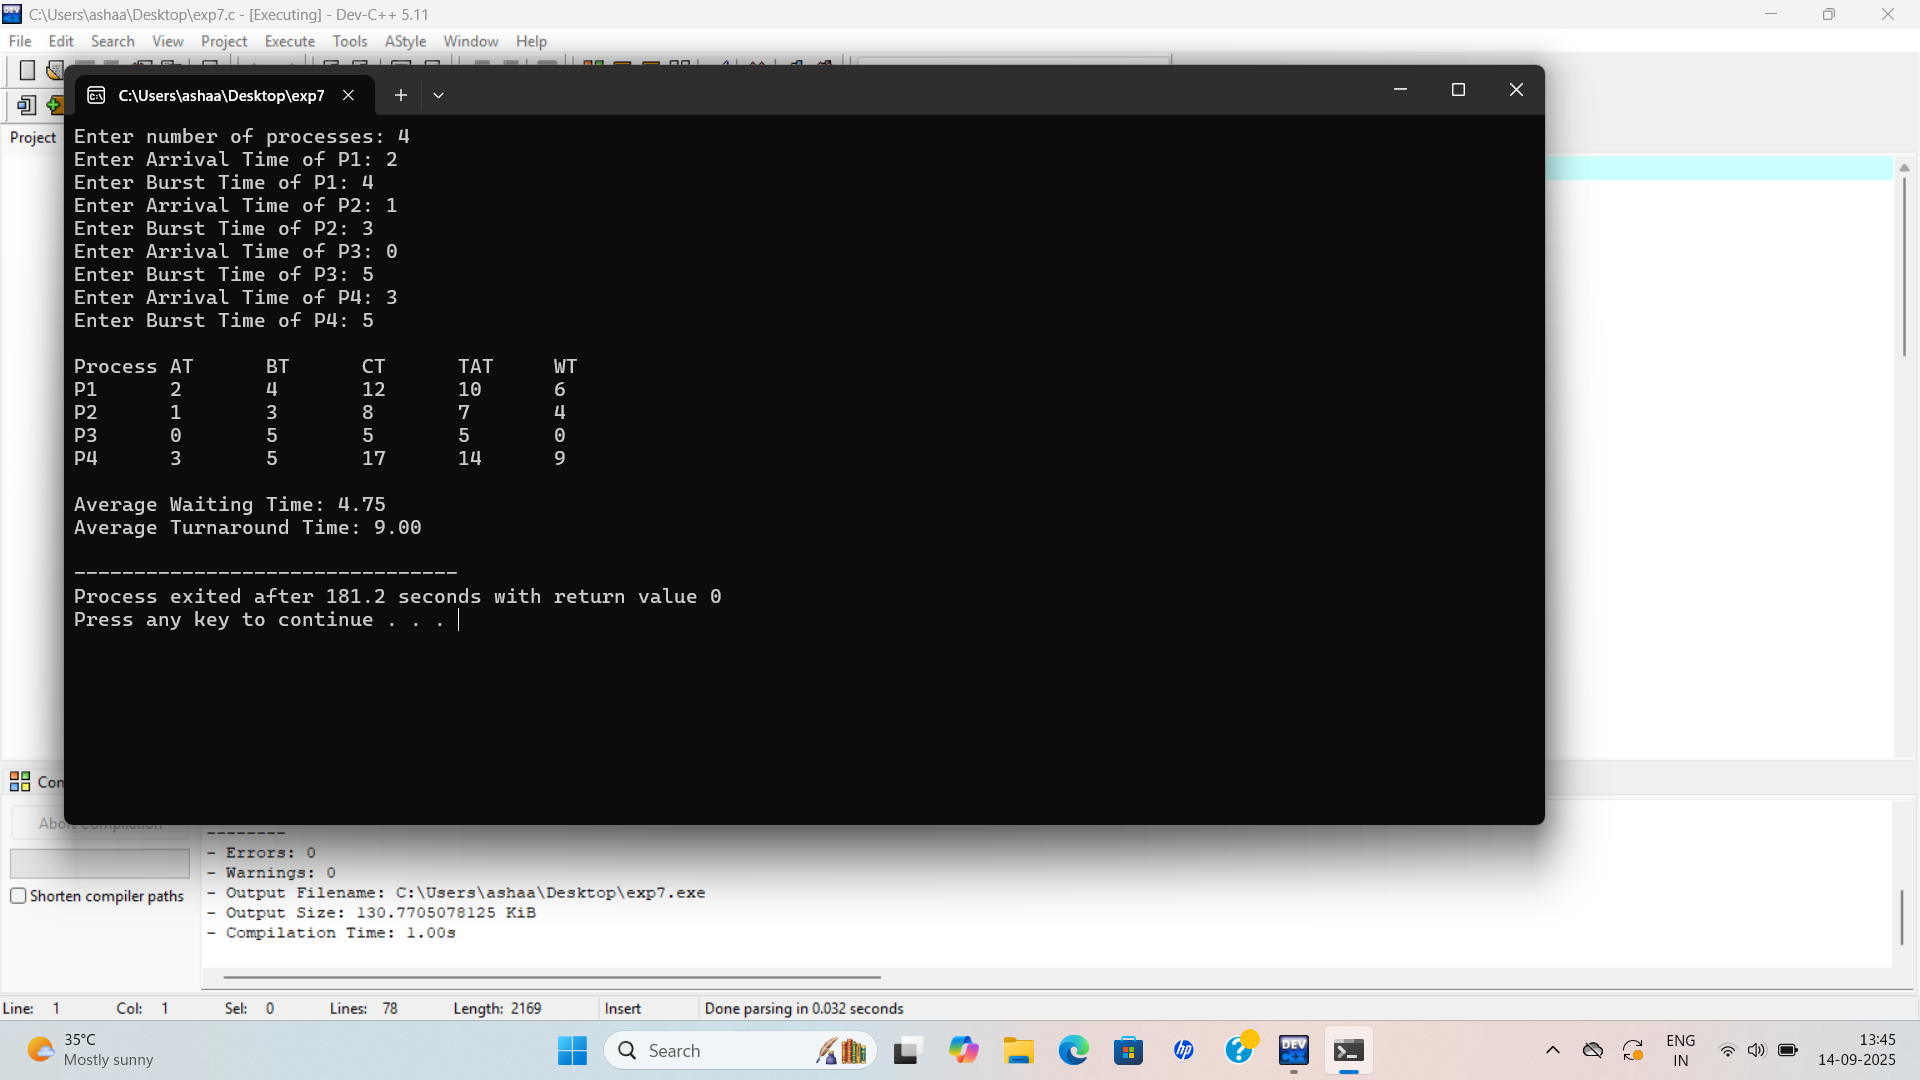 C:\Users\ashaa\Desktop\exp7.c - [Executing] - Dev-C++ 5.11
File Edit Search View Project Execute Tools AStyle Window Help
C:\Users\ashaa\Desktop\exp7
Project
Enter number of processes: 4
Enter Arrival Time of P1: 2
Enter Burst Time of P1: 4
Enter Arrival Time of P2: 1
Enter Burst Time of P2: 3
Enter Arrival Time of P3: 0
Enter Burst Time of P3: 5
Enter Arrival Time of P4: 3
Enter Burst Time of P4: 5
Process AT BT CT TAT WT
P1 2 4 12 10 6
P2 1 3 8 7 4
P3 0 5 5 5 0
P4 3 5 17 14 9
Average Waiting Time: 4.75
Average Turnaround Time: 9.00
--------------------------------
Process exited after 181.2 seconds with return value 0
Press any key to continue . . .
Abort Compilation
Shorten compiler paths
--------
- Errors: 0
- Warnings: 0
- Output Filename: C:\Users\ashaa\Desktop\exp7.exe
- Output Size: 130.7705078125 KiB
- Compilation Time: 1.00s
Line: 1 Col: 1 Sel: 0 Lines: 78 Length: 2169 Insert Done parsing in 0.032 seconds
35°C
Mostly sunny
Search
DEV
hp
ENG
IN
13:45
14-09-2025